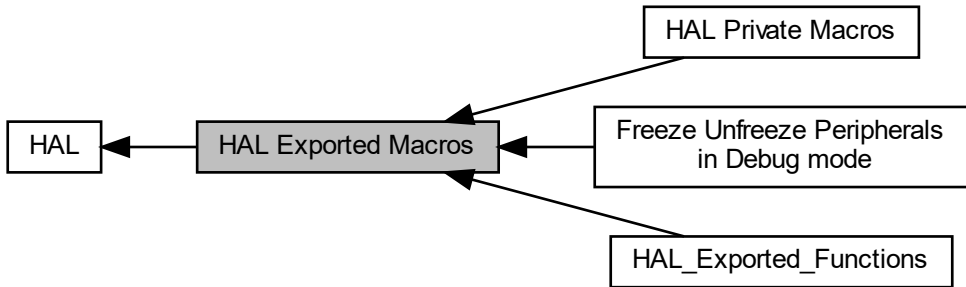 HAL Private Macros
HAL
HAL Exported Macros
Freeze Unfreeze Peripherals
in Debug mode
HAL_Exported_Functions